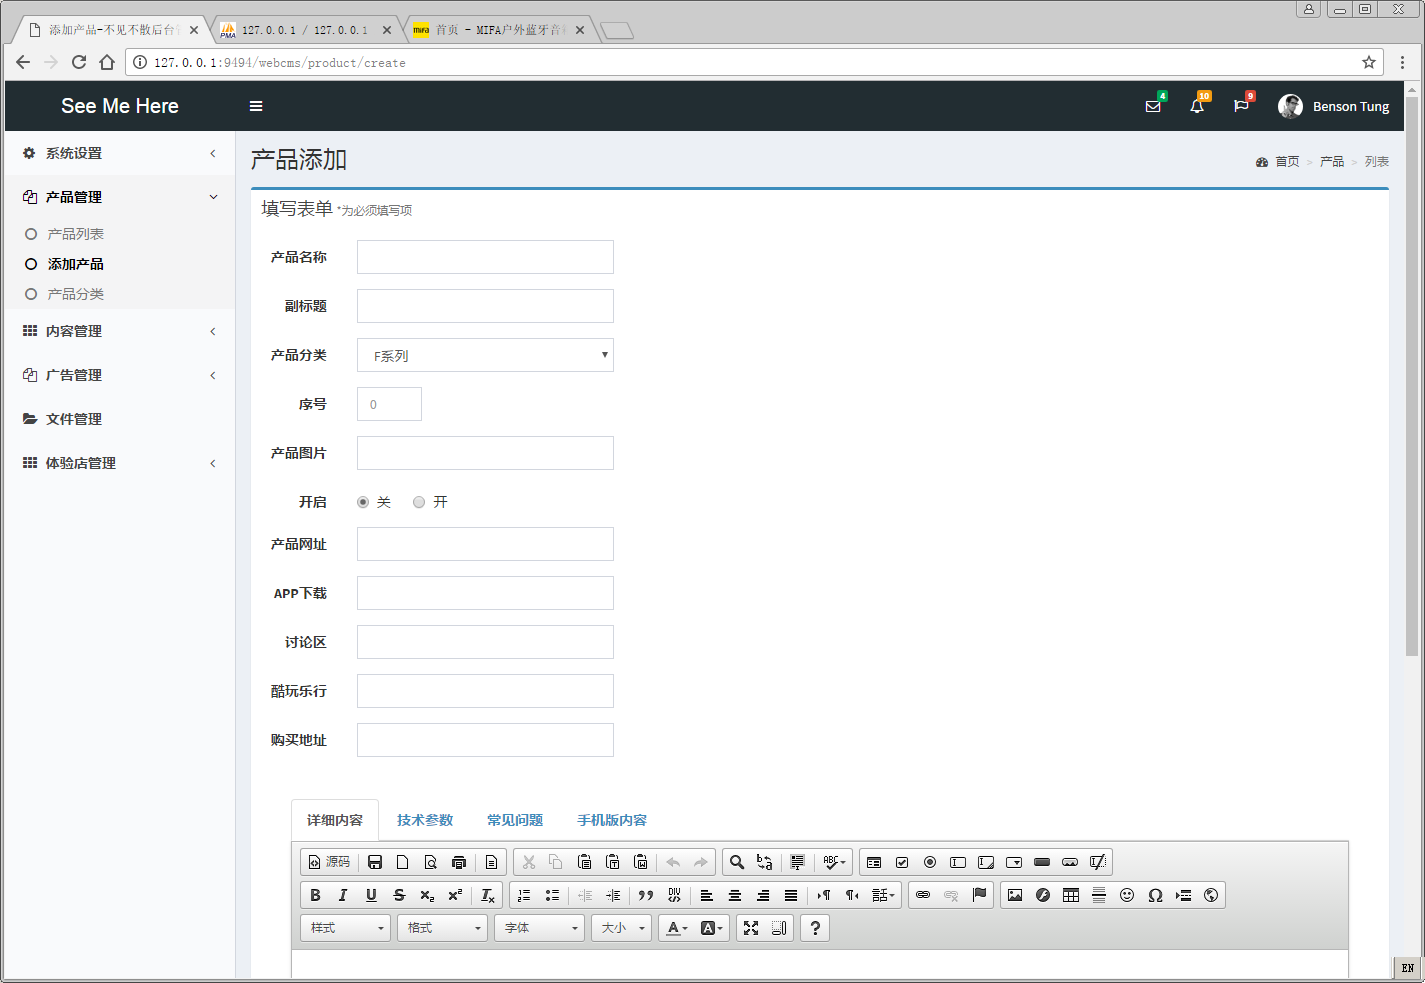 添加产品-不见不散后台
127.0.0.1 / 127.0.0.1
首页 - MIFA户外蓝牙音
127.0.0.1:9494/webcms/product/create
See Me Here
4
10
9
Benson Tung
系统设置
产品管理
产品列表
添加产品
产品分类
内容管理
广告管理
文件管理
体验店管理
产品添加
首页 > 产品 > 列表
填写表单 *为必须填写项
产品名称
副标题
产品分类 F系列
序号 0
产品图片
开启 关 开
产品网址
APP下载
讨论区
酷玩乐行
购买地址
详细内容 技术参数 常见问题 手机版内容
源码
样式 格式 字体 大小
EN